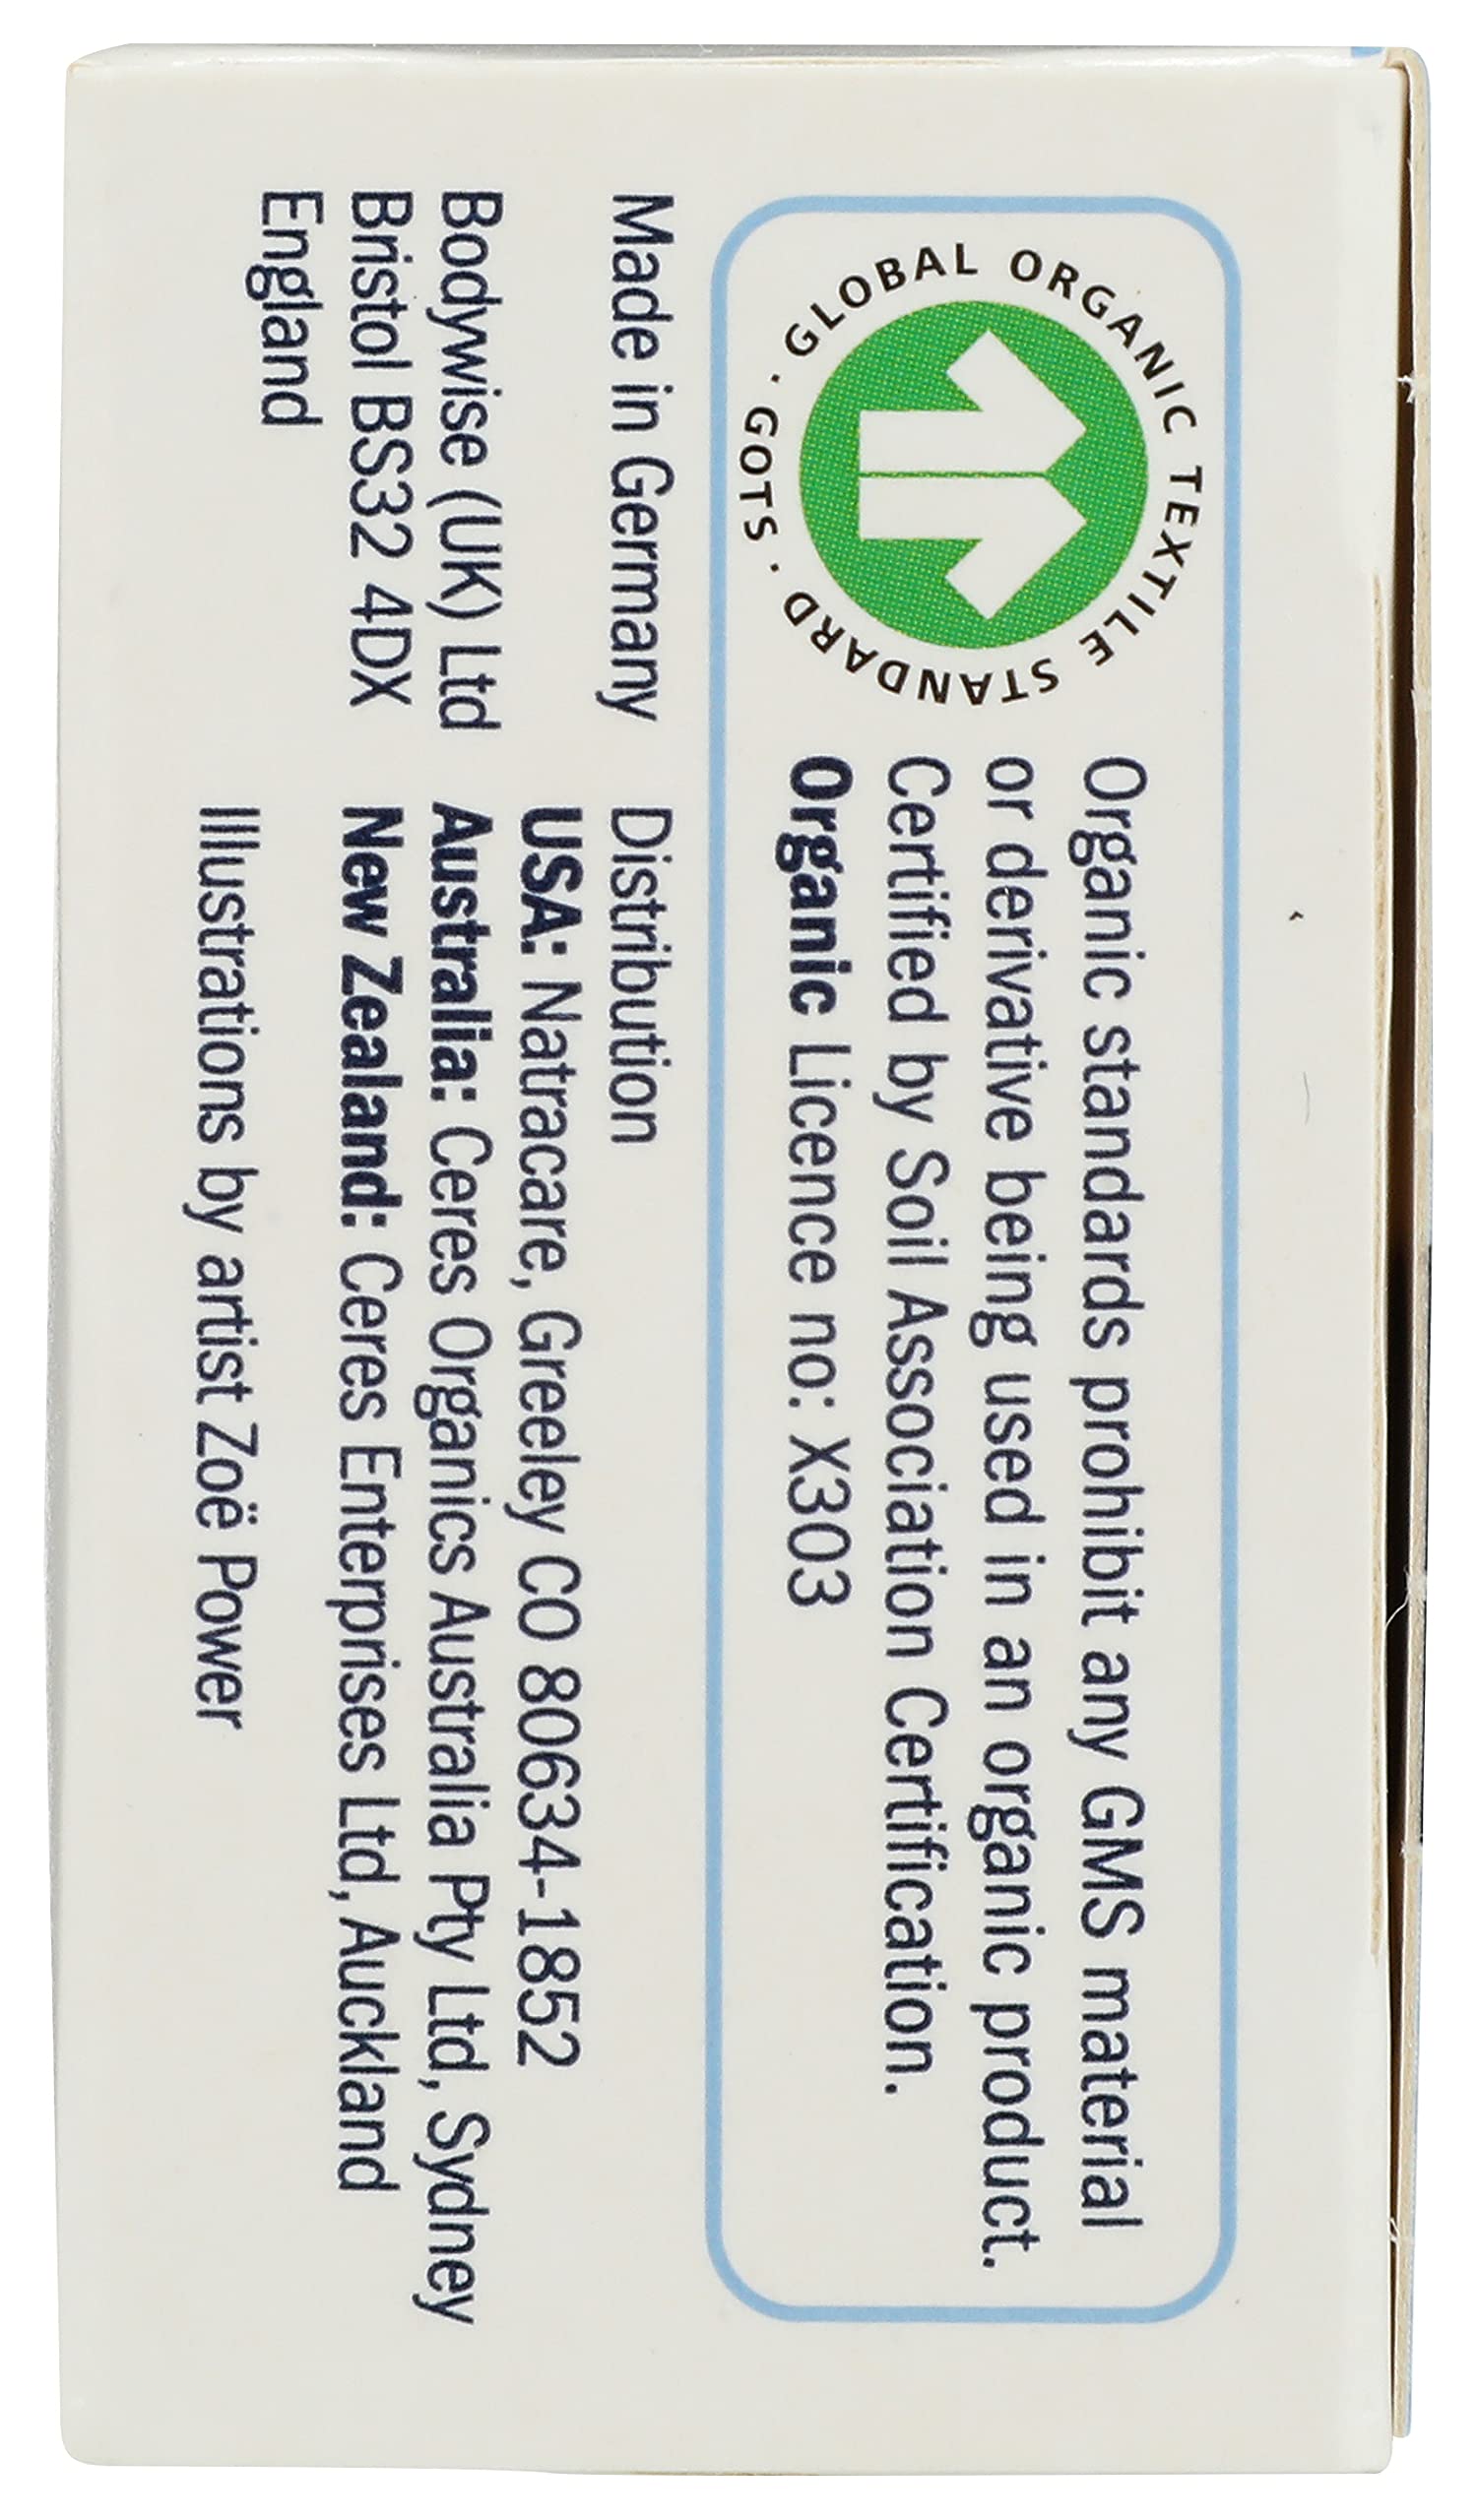 GLOBAL ORGANIC TEXTILE STANDARD · GOTS ·
Organic standards prohibit any GMS material
or derivative being used in an organic product.
Certified by Soil Association Certification.
Organic Licence no: X303
Made in Germany
Bodywise (UK) Ltd
Bristol BS32 4DX
England
Distribution
USA: Natracare, Greeley CO 80634-1852
Australia: Ceres Organics Australia Pty Ltd, Sydney
New Zealand: Ceres Enterprises Ltd, Auckland
Illustrations by artist Zoë Power